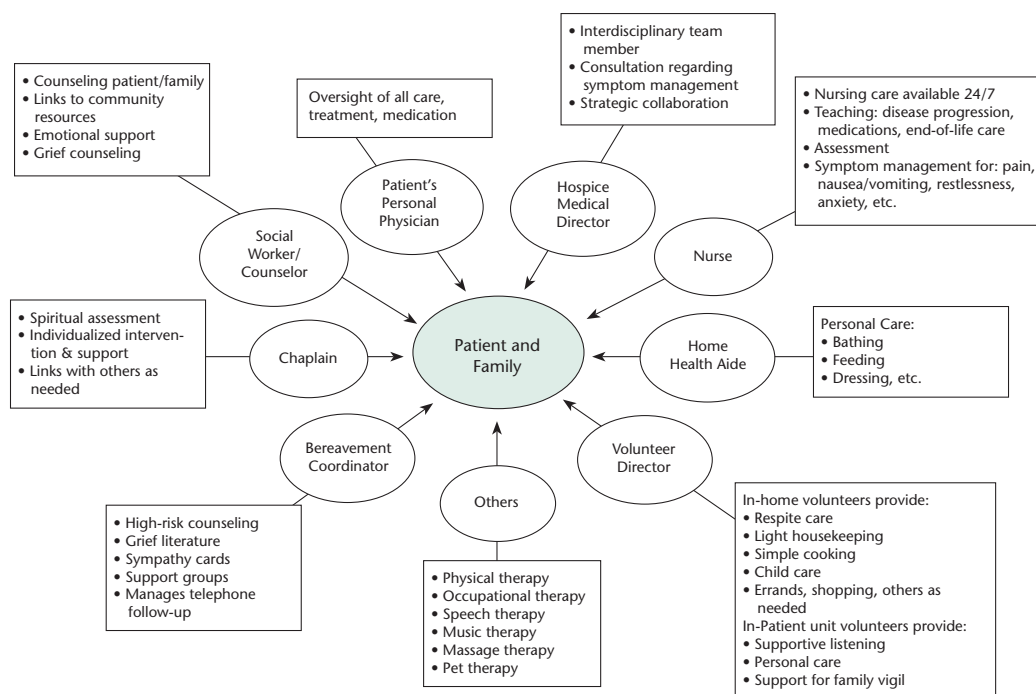 • Counseling patient/family
• Links to community
resources
• Emotional support
• Grief counseling
Oversight of all care,
treatment, medication
• Interdisciplinary team
member
• Consultation regarding
symptom management
• Strategic collaboration
• Nursing care available 24/7
• Teaching: disease progression,
medications, end-of-life care
• Assessment
• Symptom management for: pain,
nausea/vomiting, restlessness,
anxiety, etc.
Social
Worker/
Counselor
Patient’s
Personal
Physician
Hospice
Medical
Director
Nurse
• Spiritual assessment
• Individualized interven-
tion & support
• Links with others as
needed
Chaplain
Patient and
Family
Home
Health Aide
Personal Care:
• Bathing
• Feeding
• Dressing, etc.
Bereavement
Coordinator
Others
Volunteer
Director
• High-risk counseling
• Grief literature
• Sympathy cards
• Support groups
• Manages telephone
follow-up
• Physical therapy
• Occupational therapy
• Speech therapy
• Music therapy
• Massage therapy
• Pet therapy
In-home volunteers provide:
• Respite care
• Light housekeeping
• Simple cooking
• Child care
• Errands, shopping, others as
needed
In-Patient unit volunteers provide:
• Supportive listening
• Personal care
• Support for family vigil